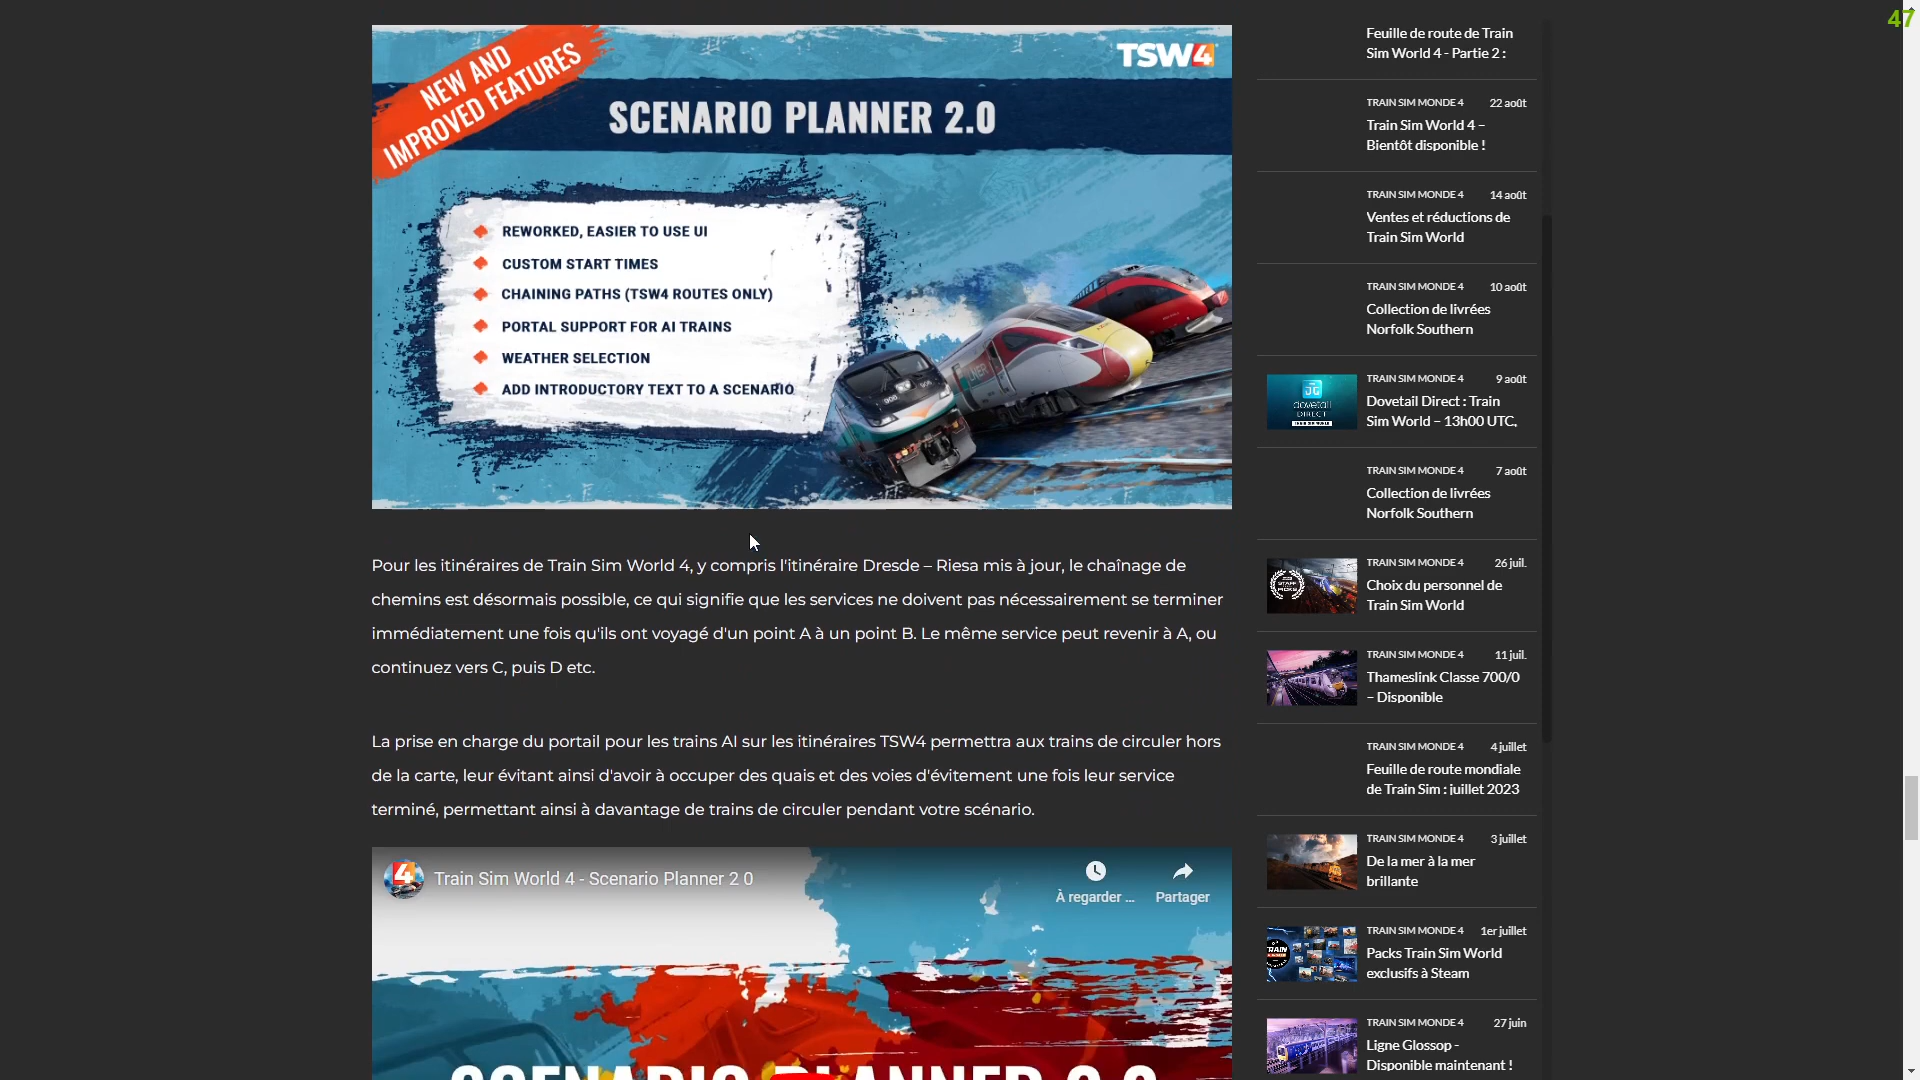 47
NEW AND
IMPROVED FEATURES
TSW4
SCENARIO PLANNER 2.0
REWORKED, EASIER TO USE UI
CUSTOM START TIMES
CHAINING PATHS (TSW4 ROUTES ONLY)
PORTAL SUPPORT FOR AI TRAINS
WEATHER SELECTION
ADD INTRODUCTORY TEXT TO A SCENARIO
LNER
Pour les itinéraires de Train Sim World 4, y compris l'itinéraire Dresde – Riesa mis à jour, le chaînage de
chemins est désormais possible, ce qui signifie que les services ne doivent pas nécessairement se terminer
immédiatement une fois qu'ils ont voyagé d'un point A à un point B. Le même service peut revenir à A, ou
continuez vers C, puis D etc.
La prise en charge du portail pour les trains AI sur les itinéraires TSW4 permettra aux trains de circuler hors
de la carte, leur évitant ainsi d'avoir à occuper des quais et des voies d'évitement une fois leur service
terminé, permettant ainsi à davantage de trains de circuler pendant votre scénario.
4
Train Sim World 4 - Scenario Planner 2 0
À regarder ...
Partager
SCENARIO PLANNER 2.0
Feuille de route de Train
Sim World 4 - Partie 2 :
TRAIN SIM MONDE 4 22 août
Train Sim World 4 –
Bientôt disponible !
TRAIN SIM MONDE 4 14 août
Ventes et réductions de
Train Sim World
TRAIN SIM MONDE 4 10 août
Collection de livrées
Norfolk Southern
dovetail
DIRECT
TRAIN SIM MONDE 4 9 août
Dovetail Direct : Train
Sim World – 13h00 UTC,
TRAIN SIM MONDE 4 7 août
Collection de livrées
Norfolk Southern
STAFF
PICKS
TRAIN SIM MONDE 4 26 juil.
Choix du personnel de
Train Sim World
TRAIN SIM MONDE 4 11 juil.
Thameslink Classe 700/0
– Disponible
TRAIN SIM MONDE 4 4 juillet
Feuille de route mondiale
de Train Sim : juillet 2023
TRAIN SIM MONDE 4 3 juillet
De la mer à la mer
brillante
TRAIN
TRAIN SIM MONDE 4 1er juillet
Packs Train Sim World
exclusifs à Steam
TRAIN SIM MONDE 4 27 juin
Ligne Glossop -
Disponible maintenant !